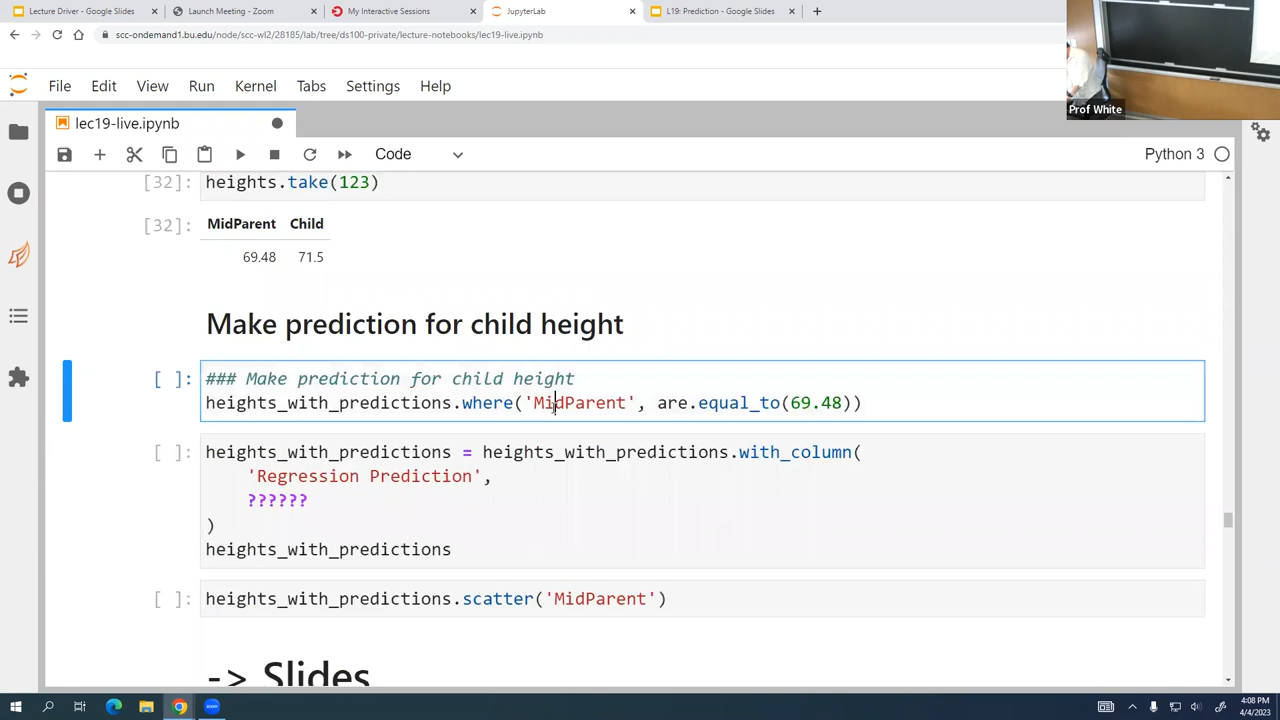 Lecture Driver - Google Slides
Launch Meeting - Zoom
My Interactive Sessions
JupyterLab
L19: Prediction - Google Slides
scc-ondemand1.bu.edu/node/scc-wl2/28185/lab/tree/ds100-private/lecture-notebooks/lec19-live.ipynb
Prof White
File Edit View Run Kernel Tabs Settings Help
lec19-live.ipynb
Code
Python 3
[32]: heights.take(123)
[32]: MidParent Child
69.48 71.5
Make prediction for child height
[ ]: ### Make prediction for child height
heights_with_predictions.where('MidParent', are.equal_to(69.48))
[ ]: heights_with_predictions = heights_with_predictions.with_column(
'Regression Prediction',
??????
)
heights_with_predictions
[ ]: heights_with_predictions.scatter('MidParent')
-> Slides
4:08 PM
4/4/2023